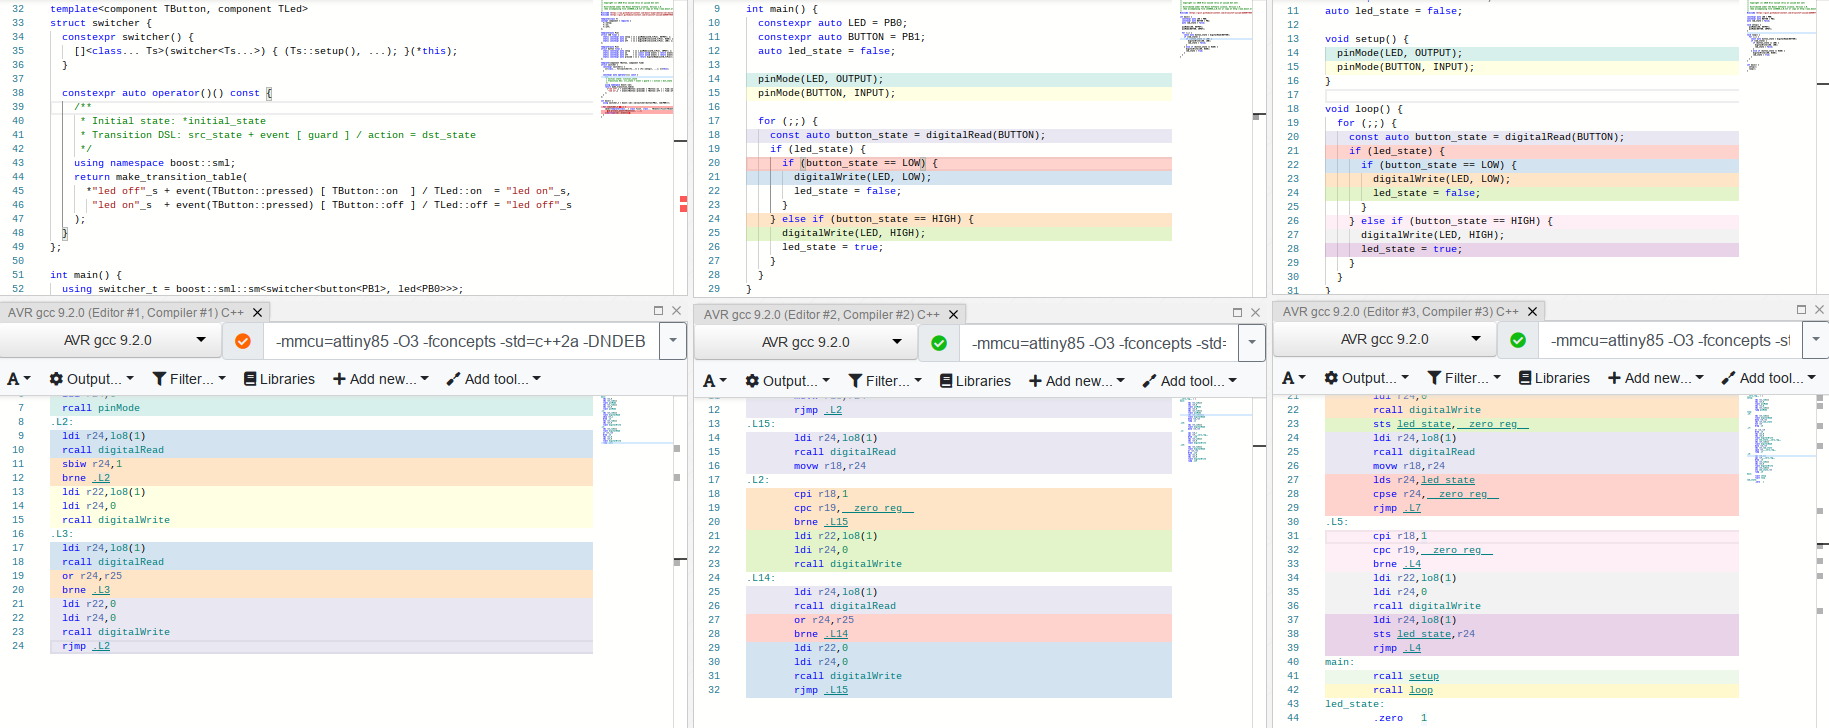 32 template<component TButton, component TLed>
33 struct switcher {
34 constexpr switcher() {
35 []<class... Ts>(switcher<Ts...>) { (Ts::setup(), ...); }(*this);
36 }
37
38 constexpr auto operator()() const {
39 /**
40 * Initial state: *initial_state
41 * Transition DSL: src_state + event [ guard ] / action = dst_state
42 */
43 using namespace boost::sml;
44 return make_transition_table(
45 *"led off"_s + event(TButton::pressed) [ TButton::on  ] / TLed::on  = "led on"_s,
46 "led on"_s  + event(TButton::pressed) [ TButton::off ] / TLed::off = "led off"_s
47 );
48 }
49 };
50
51 int main() {
52 using switcher_t = boost::sml::sm<switcher<button<PB1>, led<PB0>>>;
9 int main() {
10 constexpr auto LED = PB0;
11 constexpr auto BUTTON = PB1;
12 auto led_state = false;
13
14 pinMode(LED, OUTPUT);
15 pinMode(BUTTON, INPUT);
16
17 for (;;) {
18 const auto button_state = digitalRead(BUTTON);
19 if (led_state) {
20 if (button_state == LOW) {
21 digitalWrite(LED, LOW);
22 led_state = false;
23 }
24 } else if (button_state == HIGH) {
25 digitalWrite(LED, HIGH);
26 led_state = true;
27 }
28 }
29 }
11 auto led_state = false;
12
13 void setup() {
14 pinMode(LED, OUTPUT);
15 pinMode(BUTTON, INPUT);
16 }
17
18 void loop() {
19 for (;;) {
20 const auto button_state = digitalRead(BUTTON);
21 if (led_state) {
22 if (button_state == LOW) {
23 digitalWrite(LED, LOW);
24 led_state = false;
25 }
26 } else if (button_state == HIGH) {
27 digitalWrite(LED, HIGH);
28 led_state = true;
29 }
30 }
31 }
AVR gcc 9.2.0 (Editor #1, Compiler #1) C++
AVR gcc 9.2.0 -mmcu=attiny85 -O3 -fconcepts -std=c++2a -DNDEB
A Output... Filter... Libraries Add new... Add tool...
7 rcall pinMode
8 .L2:
9 ldi r24,lo8(1)
10 rcall digitalRead
11 sbiw r24,1
12 brne .L2
13 ldi r22,lo8(1)
14 ldi r24,0
15 rcall digitalWrite
16 .L3:
17 ldi r24,lo8(1)
18 rcall digitalRead
19 or r24,r25
20 brne .L3
21 ldi r22,0
22 ldi r24,0
23 rcall digitalWrite
24 rjmp .L2
AVR gcc 9.2.0 (Editor #2, Compiler #2) C++
AVR gcc 9.2.0 -mmcu=attiny85 -O3 -fconcepts -std=
A Output... Filter... Libraries Add new... Add tool...
12 rjmp .L2
13 .L15:
14 ldi r24,lo8(1)
15 rcall digitalRead
16 movw r18,r24
17 .L2:
18 cpi r18,1
19 cpc r19,__zero_reg__
20 brne .L15
21 ldi r22,lo8(1)
22 ldi r24,0
23 rcall digitalWrite
24 .L14:
25 ldi r24,lo8(1)
26 rcall digitalRead
27 or r24,r25
28 brne .L14
29 ldi r22,0
30 ldi r24,0
31 rcall digitalWrite
32 rjmp .L15
AVR gcc 9.2.0 (Editor #3, Compiler #3) C++
AVR gcc 9.2.0 -mmcu=attiny85 -O3 -fconcepts -st
A Output... Filter... Libraries Add new... Add tool...
21 ldi r24,0
22 rcall digitalWrite
23 sts led_state,__zero_reg__
24 ldi r24,lo8(1)
25 rcall digitalRead
26 movw r18,r24
27 lds r24,led_state
28 cpse r24,__zero_reg__
29 rjmp .L7
30 .L5:
31 cpi r18,1
32 cpc r19,__zero_reg__
33 brne .L4
34 ldi r22,lo8(1)
35 ldi r24,0
36 rcall digitalWrite
37 ldi r24,lo8(1)
38 sts led_state,r24
39 rjmp .L4
40 main:
41 rcall setup
42 rcall loop
43 led_state:
44 .zero 1